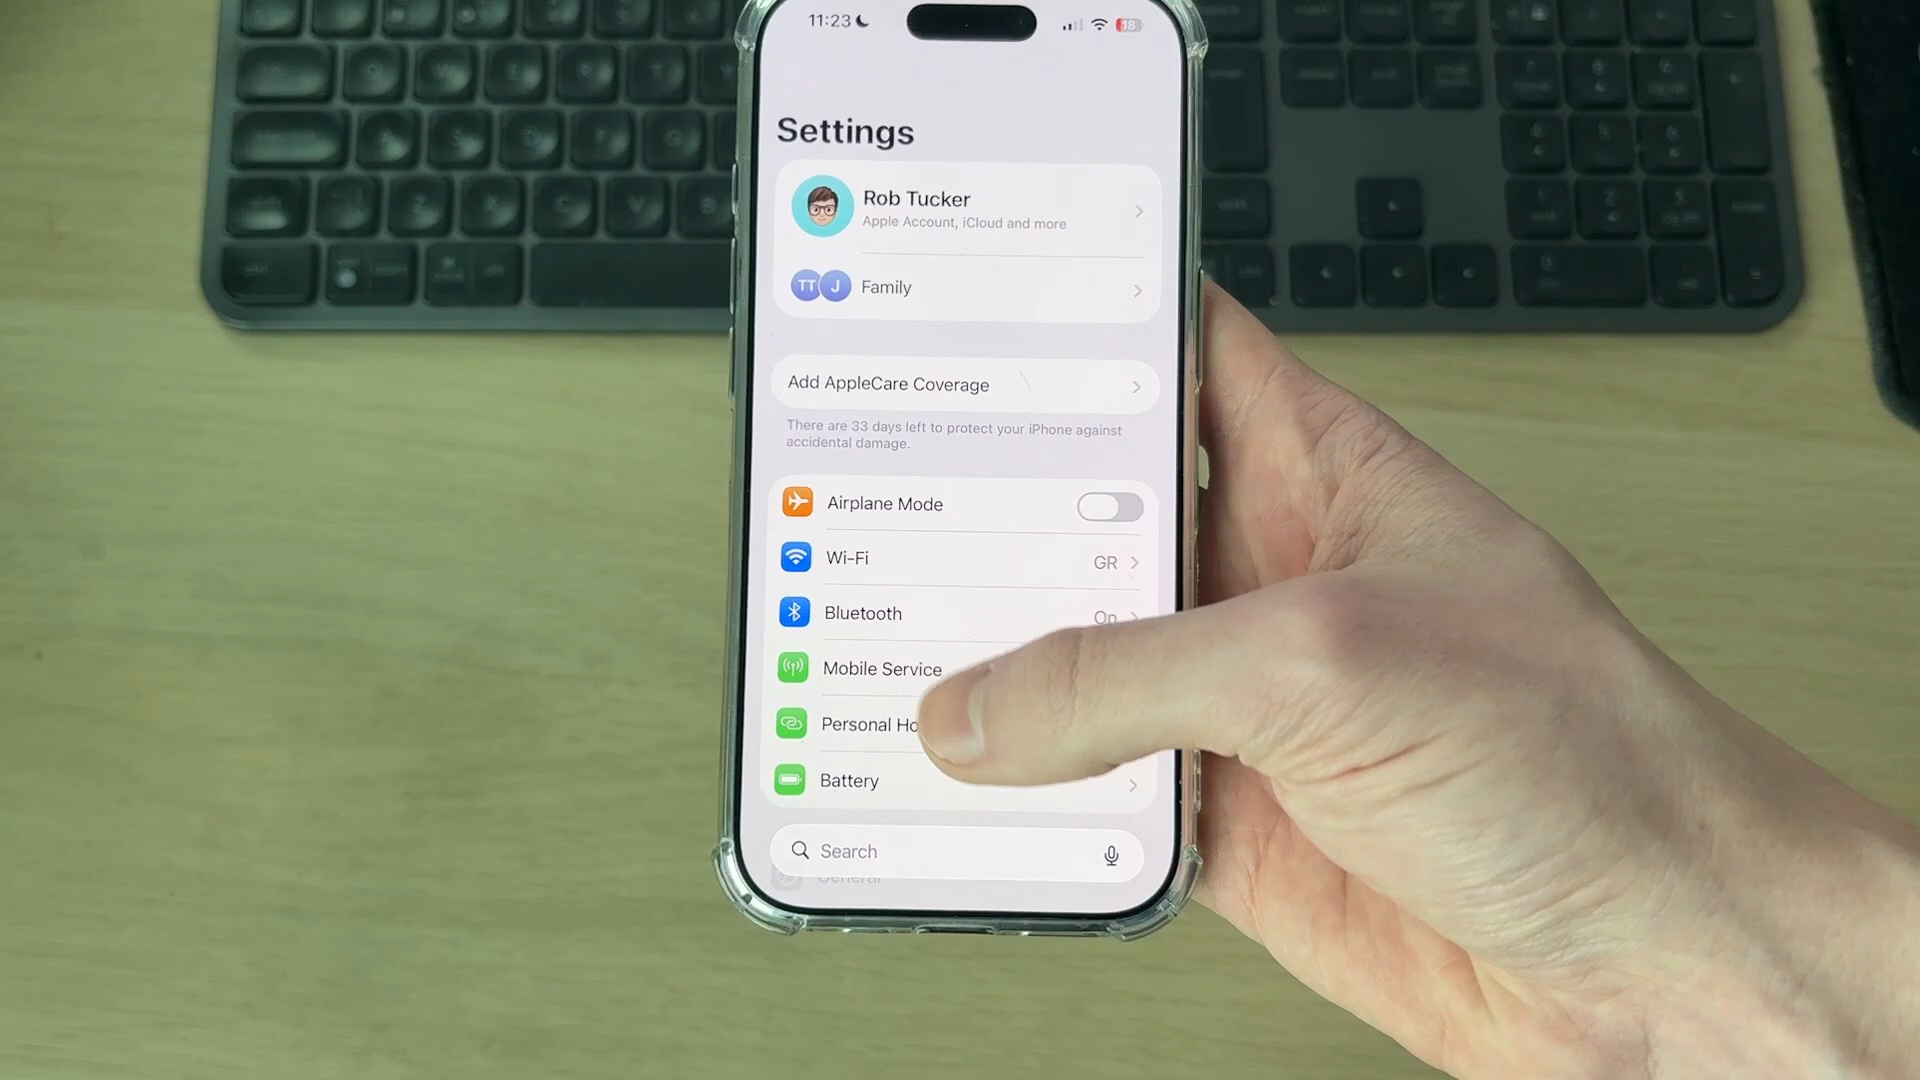 11:23
18
Settings
Rob Tucker
Apple Account, iCloud and more
TT J Family
Add AppleCare Coverage
There are 33 days left to protect your iPhone against
accidental damage.
Airplane Mode
Wi-Fi GR
Bluetooth On
Mobile Service
Personal Ho
Battery
Search
General